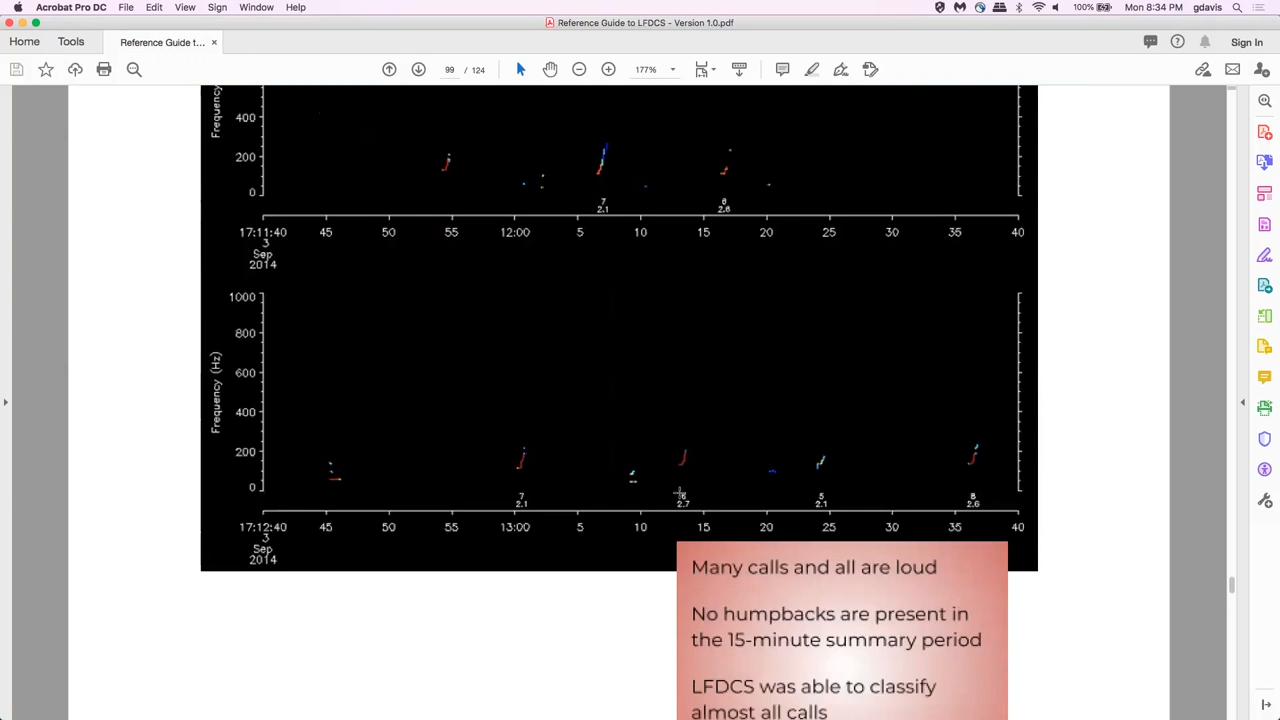 Acrobat Pro DC File Edit View Sign Window Help 100% Mon 8:34 PM gdavis
Reference Guide to LFDCS - Version 1.0.pdf
Home Tools Reference Guide t... × Sign In
99 / 124 177%
Frequency
400
200
0
7 6
2.1 2.6
17:11:40 45 50 55 12:00 5 10 15 20 25 30 35 40
3
Sep
2014
Frequency (Hz)
1000
800
600
400
200
0
7 5 8
2.1 2.7 2.1 2.6
17:12:40 45 50 55 13:00 5 10 15 20 25 30 35 40
3
Sep
2014
Many calls and all are loud
No humpbacks are present in
the 15-minute summary period
LFDCS was able to classify
almost all calls